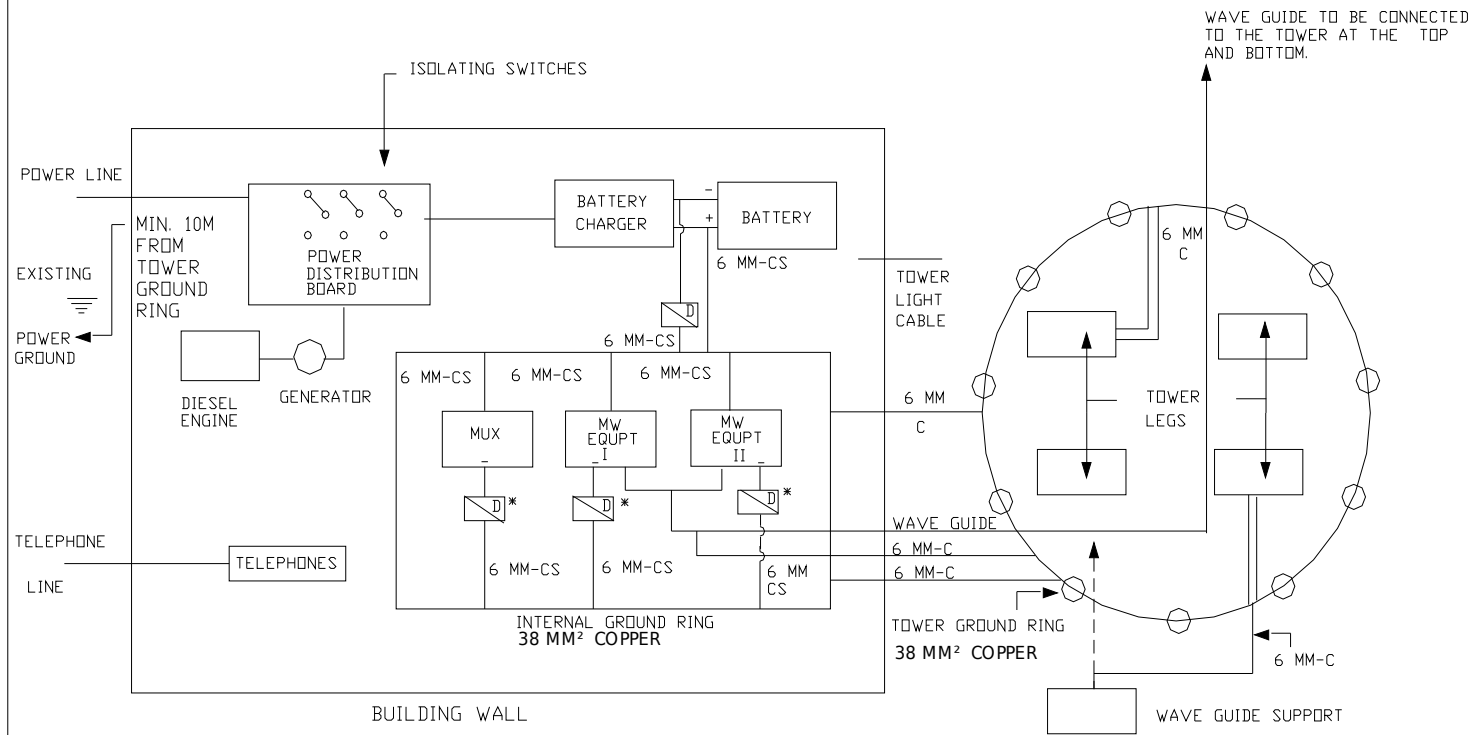 WAVE GUIDE TO BE CONNECTED
TO THE TOWER AT THE TOP
AND BOTTOM.
ISOLATING SWITCHES
POWER LINE
MIN. 10M
FROM
TOWER
GROUND
RING
EXISTING
POWER
GROUND
POWER
DISTRIBUTION
BOARD
BATTERY
CHARGER
-
+
BATTERY
6 MM-CS
D
6 MM-CS
DIESEL
ENGINE
GENERATOR
6 MM-CS
6 MM-CS
6 MM-CS
MUX
-
MW
EQUPT
I
-
MW
EQUPT
II
-
D*
D*
D*
6 MM-CS
6 MM-CS
6 MM
CS
TELEPHONE
LINE
TELEPHONES
INTERNAL GROUND RING
38 MM² COPPER
BUILDING WALL
TOWER
LIGHT
CABLE
6 MM
C
6 MM
C
TOWER
LEGS
WAVE GUIDE
6 MM-C
6 MM-C
TOWER GROUND RING
38 MM² COPPER
6 MM-C
WAVE GUIDE SUPPORT